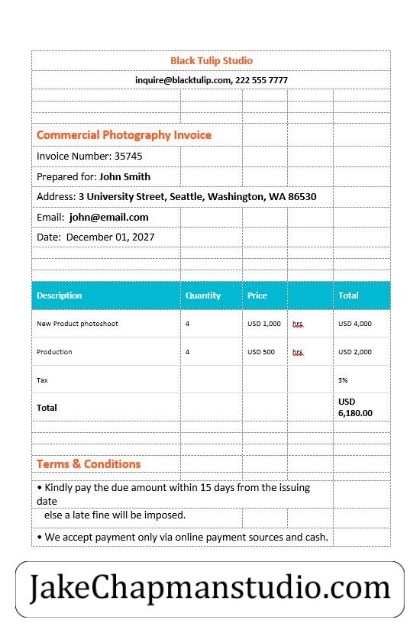 Black Tulip Studio
inquire@blacktulip.com, 222 555 7777
Commercial Photography Invoice
Invoice Number: 35745
Prepared for: John Smith
Address: 3 University Street, Seattle, Washington, WA 86530
Email: john@email.com
Date: December 01, 2027
Description Quantity Price Total
New Product photoshoot 4 USD 1,000 hrs. USD 4,000
Production 4 USD 500 hrs. USD 2,000
Tax 3%
Total USD
6,180.00
Terms & Conditions
• Kindly pay the due amount within 15 days from the issuing
date
else a late fine will be imposed.
• We accept payment only via online payment sources and cash.
JakeChapmanstudio.com